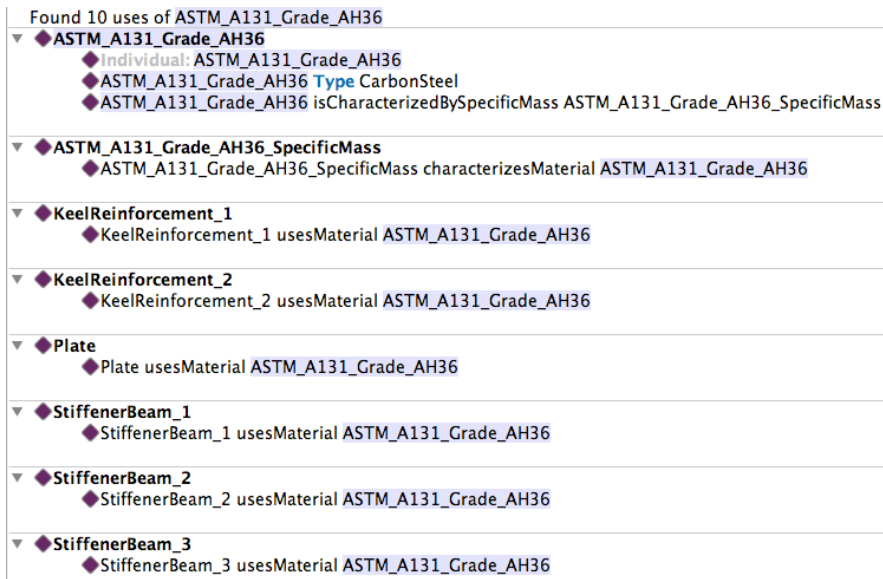 Found 10 uses of ASTM_A131_Grade_AH36
ASTM_A131_Grade_AH36
Individual: ASTM_A131_Grade_AH36
ASTM_A131_Grade_AH36 Type CarbonSteel
ASTM_A131_Grade_AH36 isCharacterizedBySpecificMass ASTM_A131_Grade_AH36_SpecificMass
ASTM_A131_Grade_AH36_SpecificMass
ASTM_A131_Grade_AH36_SpecificMass characterizesMaterial ASTM_A131_Grade_AH36
KeelReinforcement_1
KeelReinforcement_1 usesMaterial ASTM_A131_Grade_AH36
KeelReinforcement_2
KeelReinforcement_2 usesMaterial ASTM_A131_Grade_AH36
Plate
Plate usesMaterial ASTM_A131_Grade_AH36
StiffenerBeam_1
StiffenerBeam_1 usesMaterial ASTM_A131_Grade_AH36
StiffenerBeam_2
StiffenerBeam_2 usesMaterial ASTM_A131_Grade_AH36
StiffenerBeam_3
StiffenerBeam_3 usesMaterial ASTM_A131_Grade_AH36